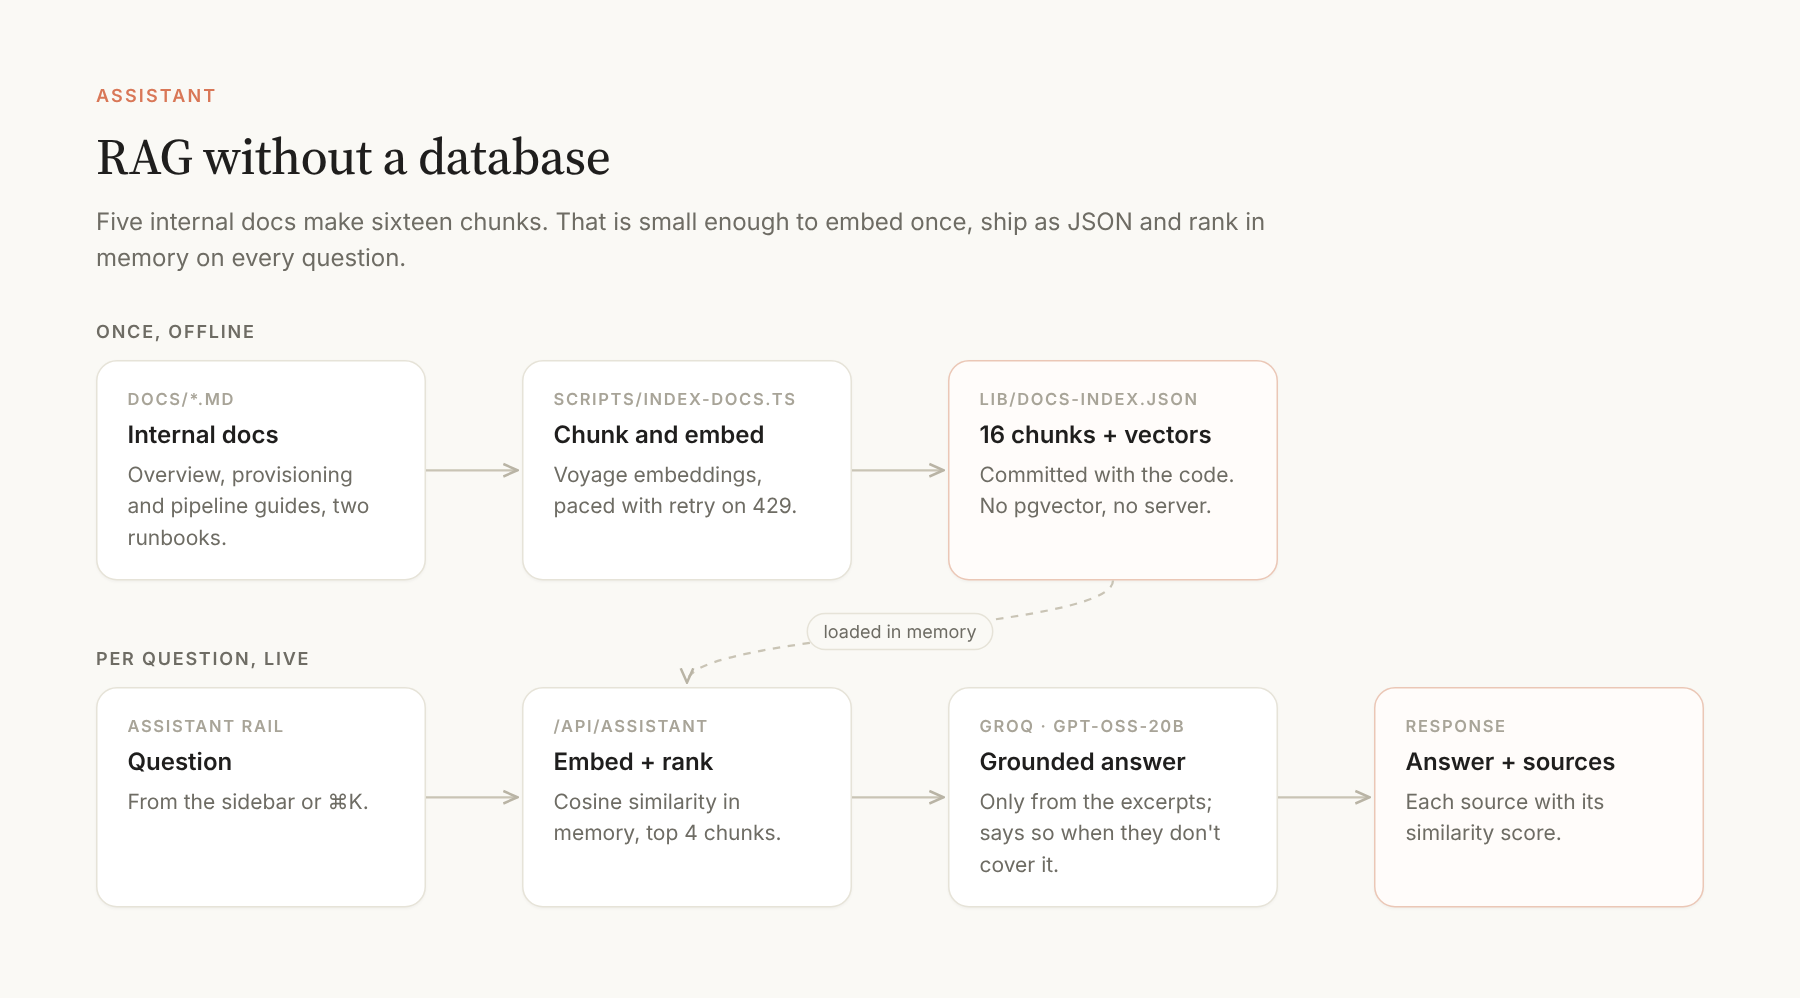 ASSISTANT
RAG without a database
Five internal docs make sixteen chunks. That is small enough to embed once, ship as JSON and rank in
memory on every question.
ONCE, OFFLINE
DOCS/*.MD
Internal docs
Overview, provisioning
and pipeline guides, two
runbooks.
SCRIPTS/INDEX-DOCS.TS
Chunk and embed
Voyage embeddings,
paced with retry on 429.
LIB/DOCS-INDEX.JSON
16 chunks + vectors
Committed with the code.
No pgvector, no server.
loaded in memory
PER QUESTION, LIVE
ASSISTANT RAIL
Question
From the sidebar or ⌘K.
/API/ASSISTANT
Embed + rank
Cosine similarity in
memory, top 4 chunks.
GROQ · GPT-OSS-20B
Grounded answer
Only from the excerpts;
says so when they don't
cover it.
RESPONSE
Answer + sources
Each source with its
similarity score.